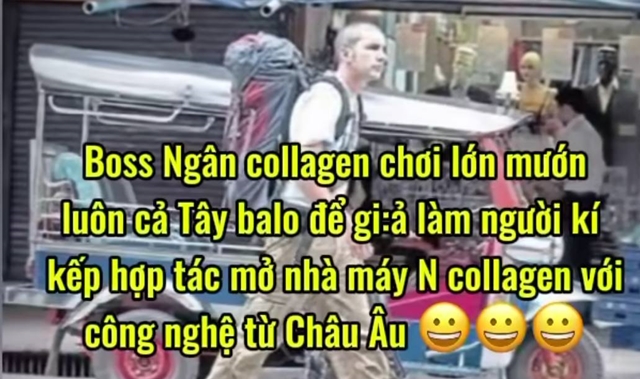 Boss Ngân collagen chơi lớn mướn
luôn cả Tây balo để gi:ả làm người kí
kếp hợp tác mở nhà máy N collagen với
công nghệ từ Châu Âu 😀😀😀